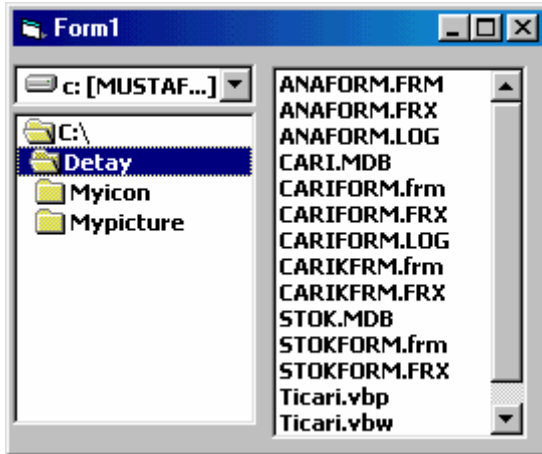 Form1
c: [MUSTAF...]
C:\
Detay
Myicon
Mypicture
ANAFORM.FRM
ANAFORM.FRX
ANAFORM.LOG
CARI.MDB
CARIFORM.frm
CARIFORM.FRX
CARIFORM.LOG
CARIKFRM.frm
CARIKFRM.FRX
STOK.MDB
STOKFORM.frm
STOKFORM.FRX
Ticari.vbp
Ticari.vbw